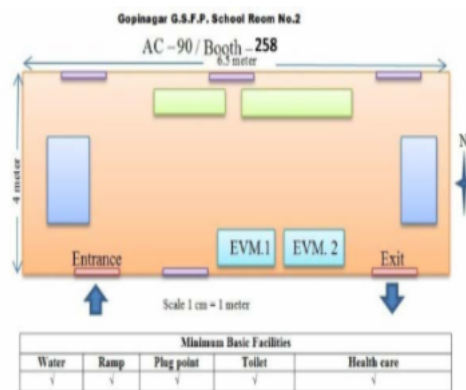 Gopinagar G.S.F.P. School Room No.2
AC -90 / Booth -258
6.5 meter
4 meter
N
EVM.1 EVM. 2
Entrance Exit
Scale 1 cm = 1 meter
Minimum Basic Facilities
Water Ramp Plug point Toilet Health care
√ √ √ √ √